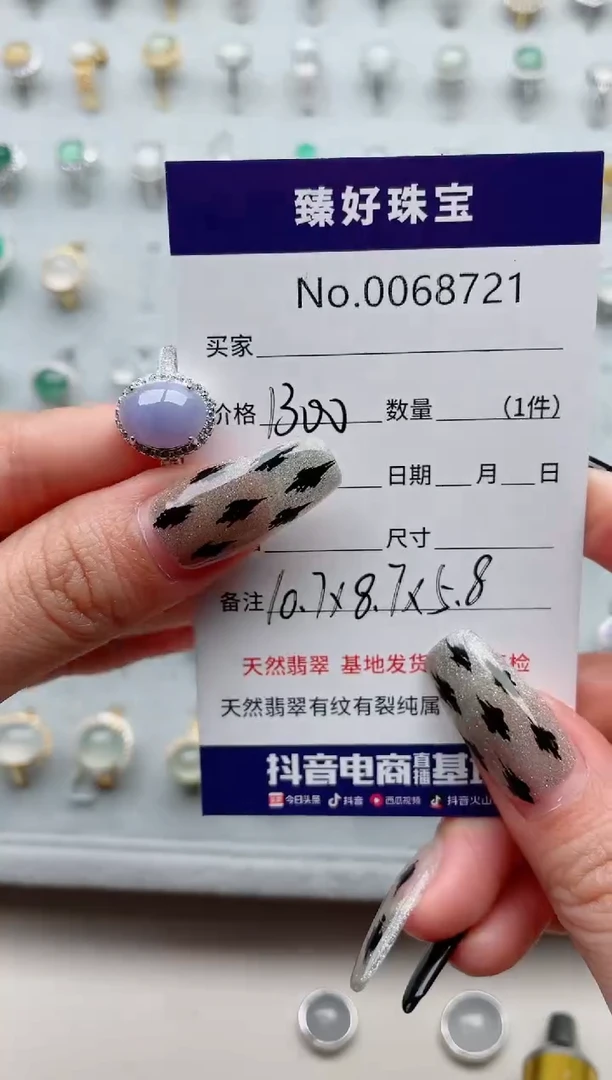 臻好珠宝
No.0068721
买家
价格 1300 数量 (1件)
日期 月 日
尺寸
备注 10.7x8.7x5.8
天然翡翠 基地发货 检
天然翡翠有纹有裂纯属
抖音电商直播基
今日头条 抖音 西瓜视频 抖音火山